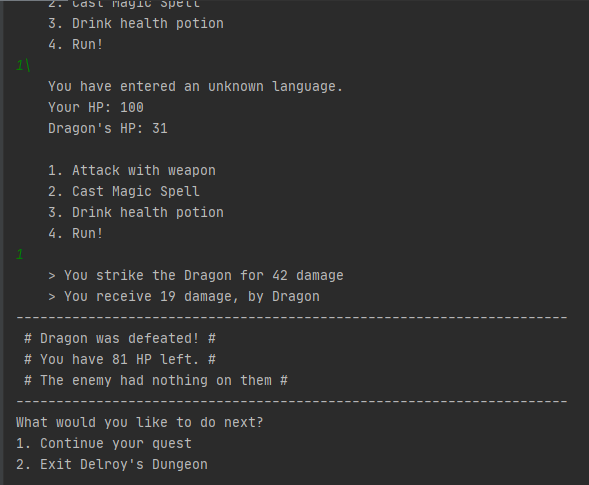 2. Cast Magic Spell
3. Drink health potion
4. Run!
1\
You have entered an unknown language.
Your HP: 100
Dragon's HP: 31
1. Attack with weapon
2. Cast Magic Spell
3. Drink health potion
4. Run!
1
> You strike the Dragon for 42 damage
> You receive 19 damage, by Dragon
---------------------------------------------------------------------
# Dragon was defeated! #
# You have 81 HP left. #
# The enemy had nothing on them #
---------------------------------------------------------------------
What would you like to do next?
1. Continue your quest
2. Exit Delroy's Dungeon